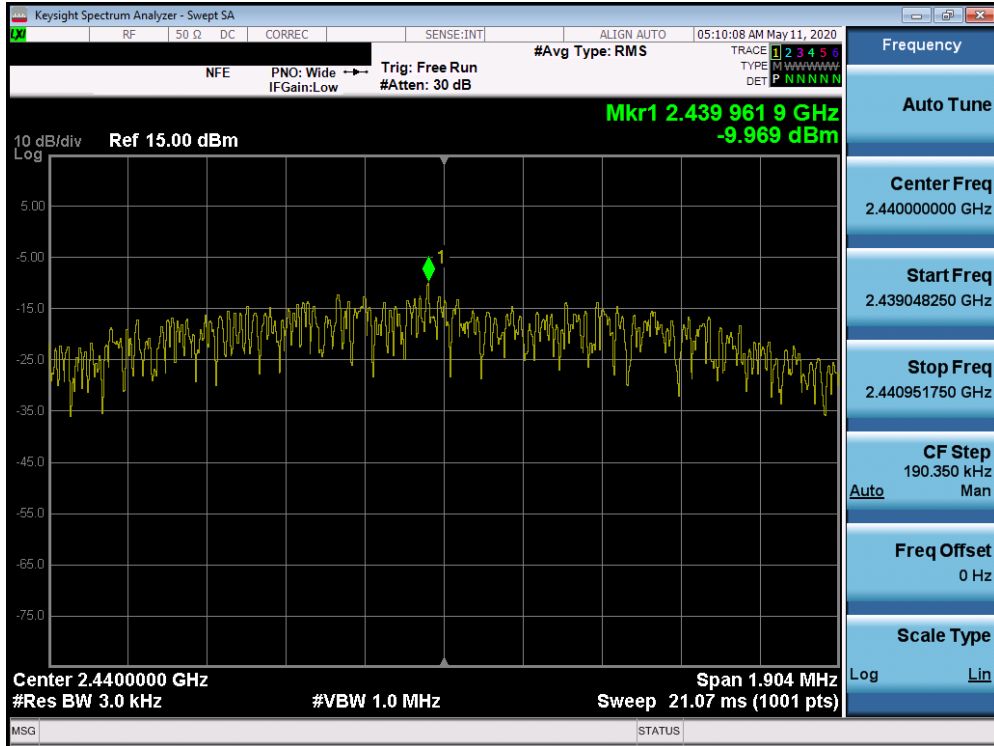 Keysight Spectrum Analyzer - Swept SA
LXI RF 50 Ω DC CORREC SENSE:INT ALIGN AUTO 05:10:08 AM May 11, 2020
NFE PNO: Wide Trig: Free Run #Avg Type: RMS TRACE 1 2 3 4 5 6
IFGain:Low #Atten: 30 dB TYPE M WWWWW
DET P N N N N N
Mkr1 2.439 961 9 GHz
-9.969 dBm
10 dB/div Ref 15.00 dBm
Log
5.00
-5.00
1
-15.0
-25.0
-35.0
-45.0
-55.0
-65.0
-75.0
Center 2.4400000 GHz Span 1.904 MHz
#Res BW 3.0 kHz #VBW 1.0 MHz Sweep 21.07 ms (1001 pts)
MSG STATUS
Frequency
Auto Tune
Center Freq
2.440000000 GHz
Start Freq
2.439048250 GHz
Stop Freq
2.440951750 GHz
CF Step
190.350 kHz
Auto Man
Freq Offset
0 Hz
Scale Type
Log Lin